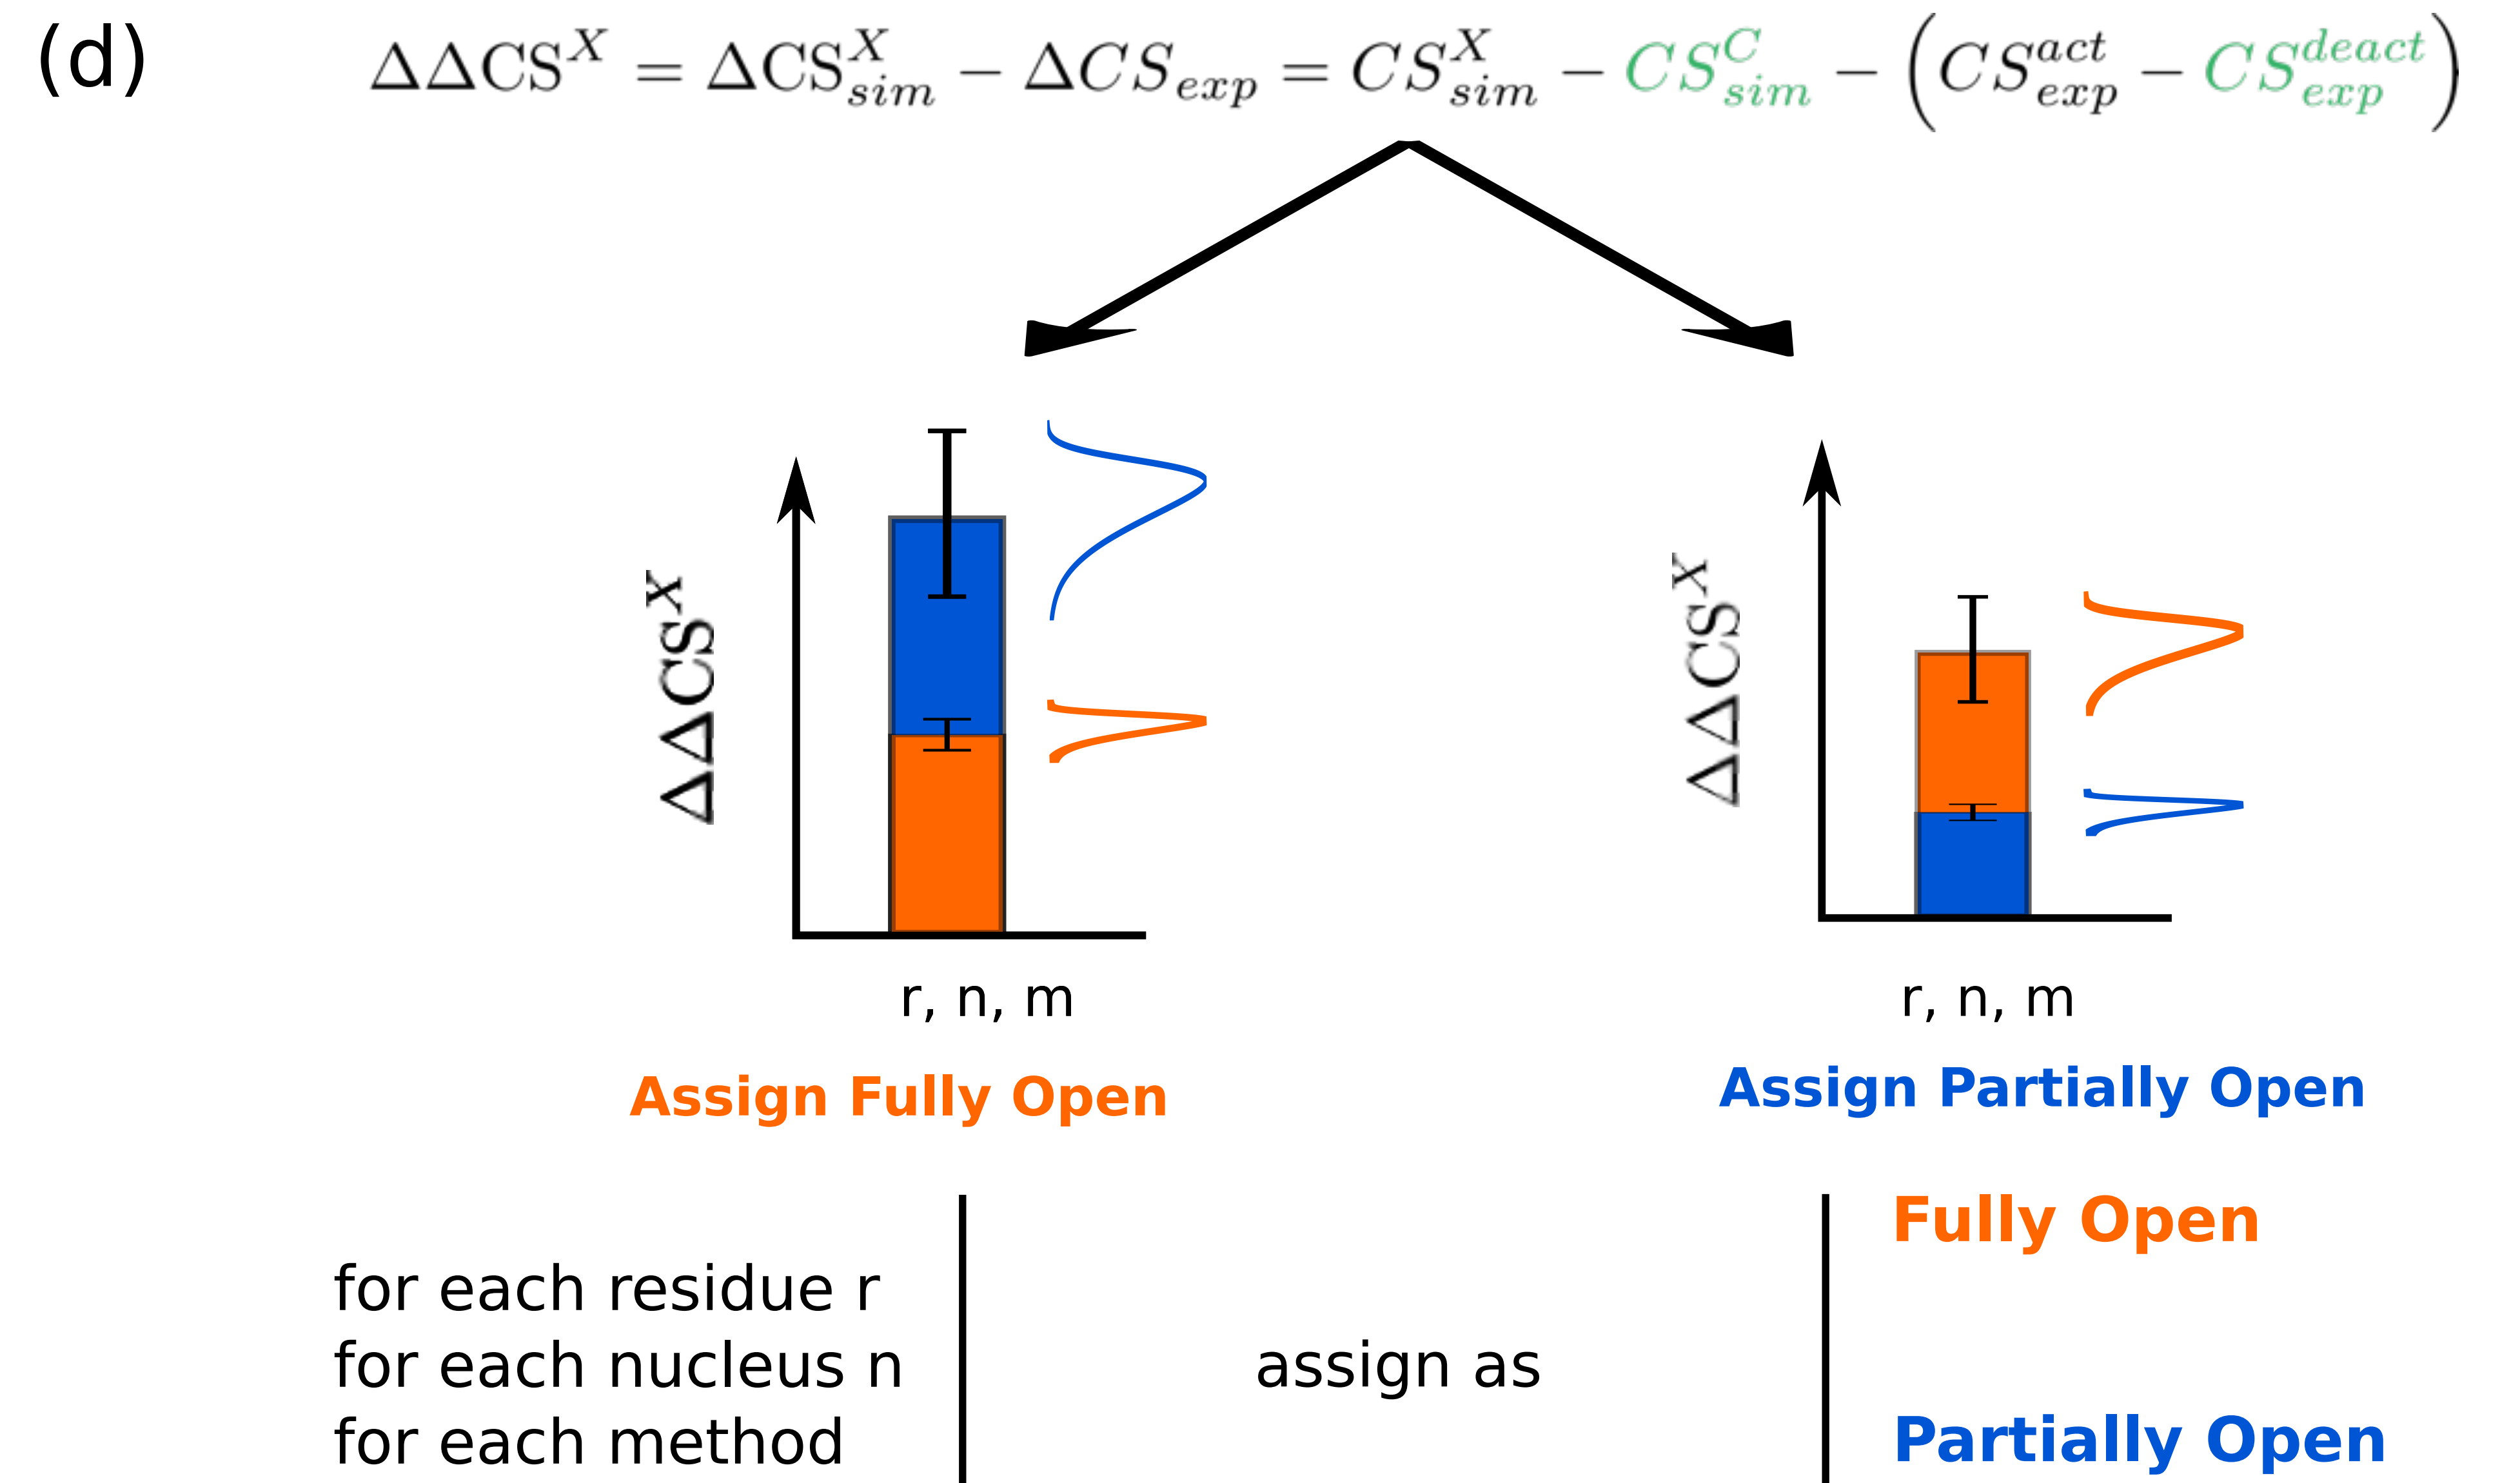 (d)
ΔΔCS^X = ΔCS^X_sim − ΔCS_exp = CS^X_sim − CS^C_sim − (CS^act_exp − CS^deact_exp)
ΔΔCS^X
ΔΔCS^X
r, n, m
r, n, m
Assign Fully Open
Assign Partially Open
for each residue r
for each nucleus n
for each method
assign as
Fully Open
Partially Open